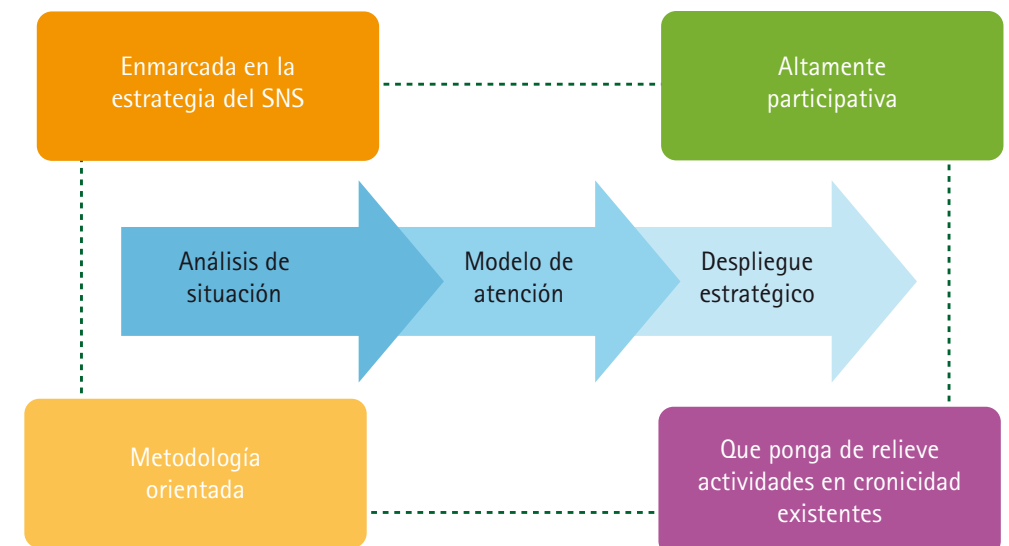 Enmarcada en la
estrategia del SNS
Altamente
participativa
Análisis de
situación
Modelo de
atención
Despliegue
estratégico
Metodología
orientada
Que ponga de relieve
actividades en cronicidad
existentes